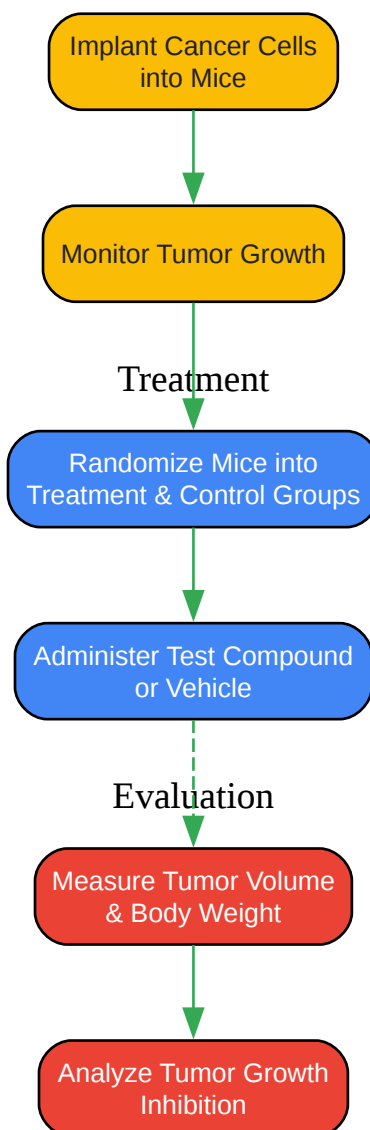 Implant Cancer Cells
into Mice
Monitor Tumor Growth
Treatment
Randomize Mice into
Treatment & Control Groups
Administer Test Compound
or Vehicle
Evaluation
Measure Tumor Volume
& Body Weight
Analyze Tumor Growth
Inhibition